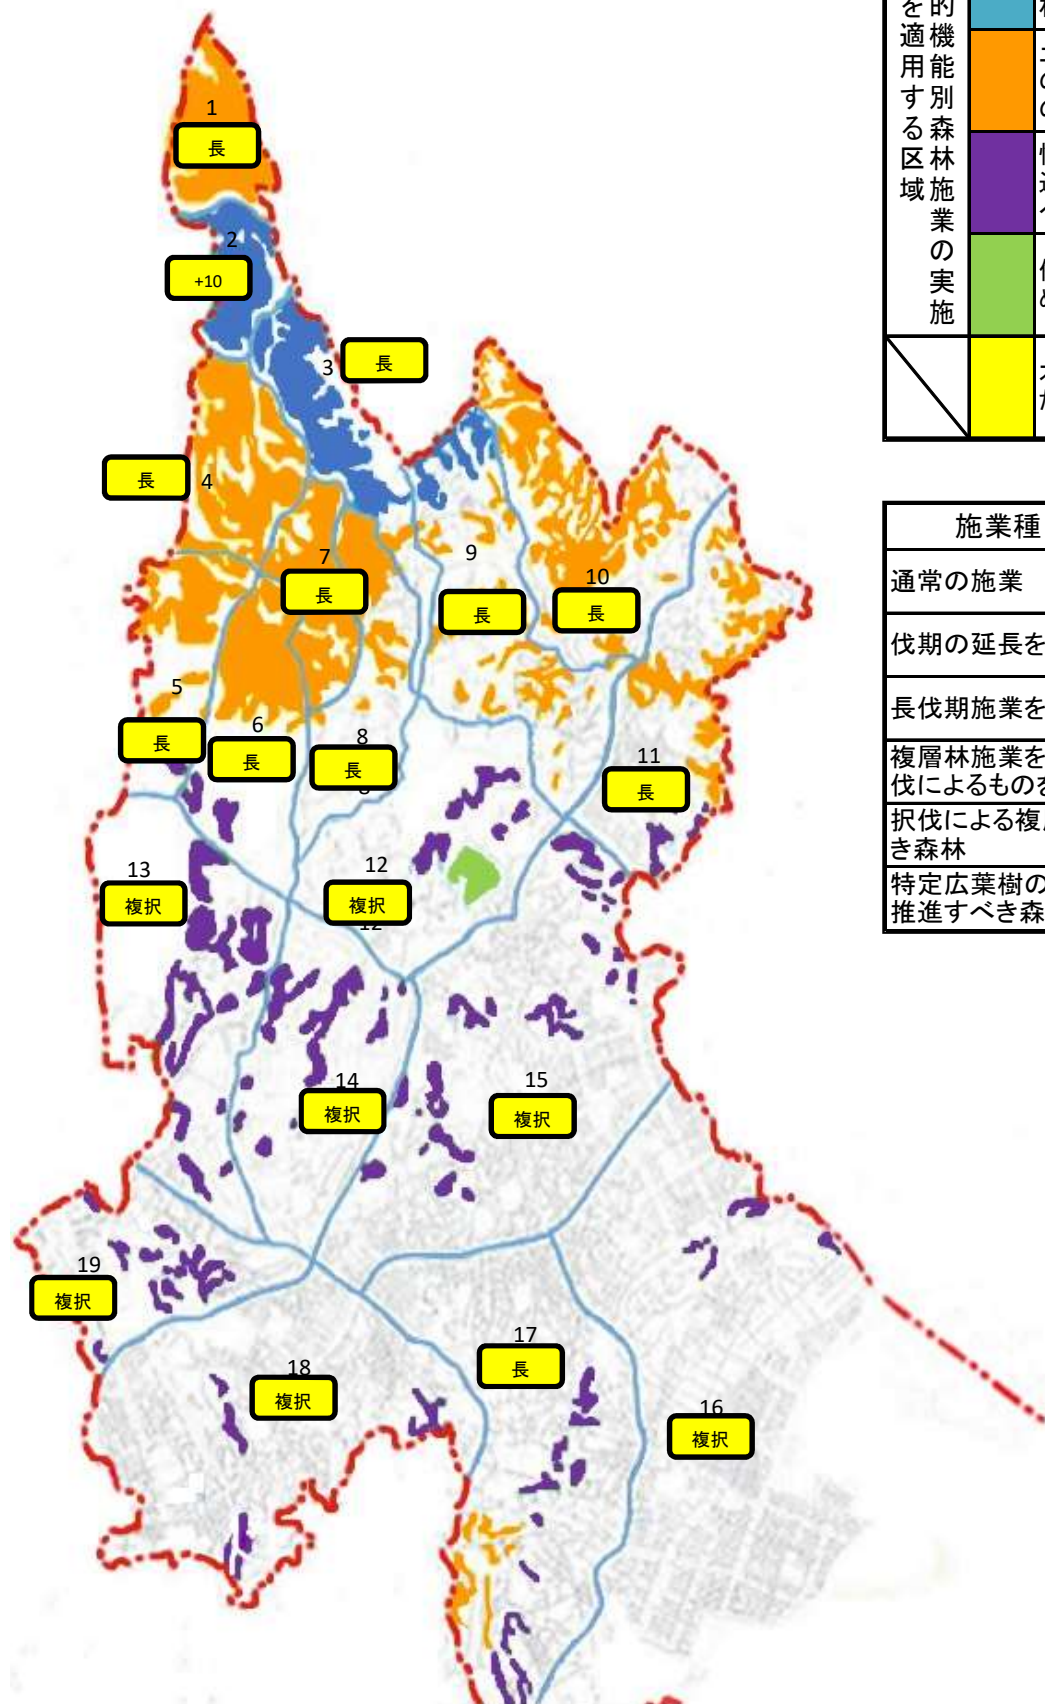 1
長
2
+10
3
長
長
4
7
長
9
長
10
長
5
長
6
長
8
長
11
長
13
複択
12
複択
12
14
複択
15
複択
19
複択
17
長
18
複択
16
複択
を適用する区域
的機能別森林施業の実施
の
施業種
通常の施業
伐期の延長を
長伐期施業を
複層林施業を
伐によるものを
択伐による複
き森林
特定広葉樹の
推進すべき森